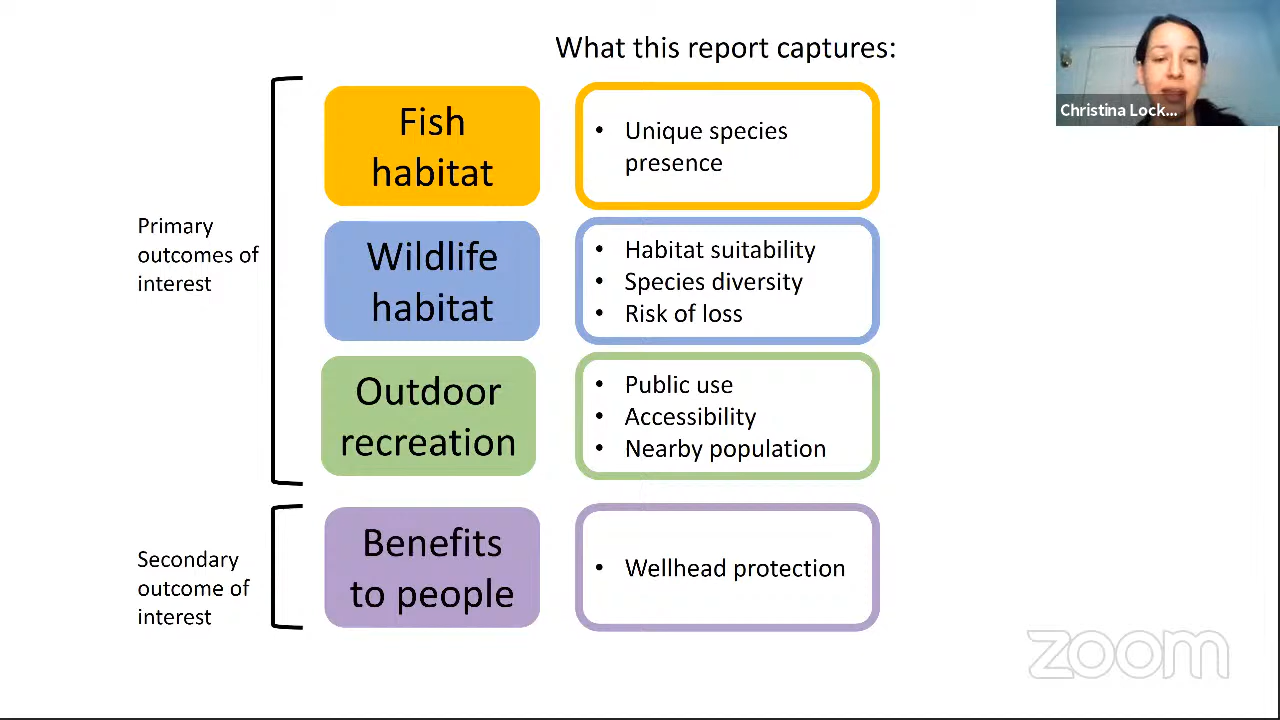 What this report captures:
Christina Lock...
Primary
outcomes of
interest
Fish
habitat
• Unique species
presence
Wildlife
habitat
• Habitat suitability
• Species diversity
• Risk of loss
Outdoor
recreation
• Public use
• Accessibility
• Nearby population
Secondary
outcome of
interest
Benefits
to people
• Wellhead protection
zoom